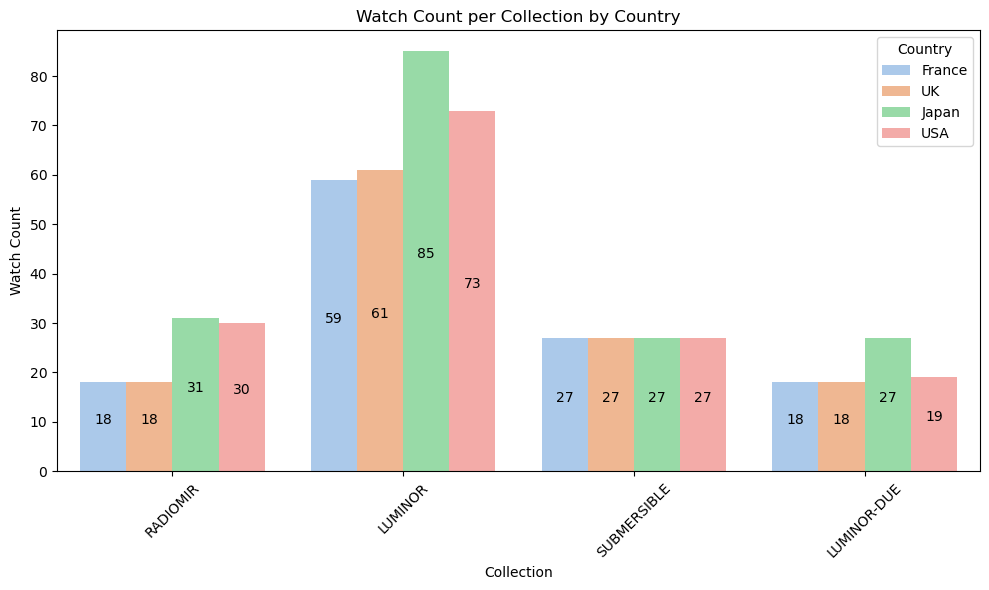 Watch Count per Collection by Country
Country
France
UK
Japan
USA
Watch Count
80
70
60
50
40
30
20
10
0
18
18
31
30
59
61
85
73
27
27
27
27
18
18
27
19
RADIOMIR
LUMINOR
SUBMERSIBLE
LUMINOR-DUE
Collection